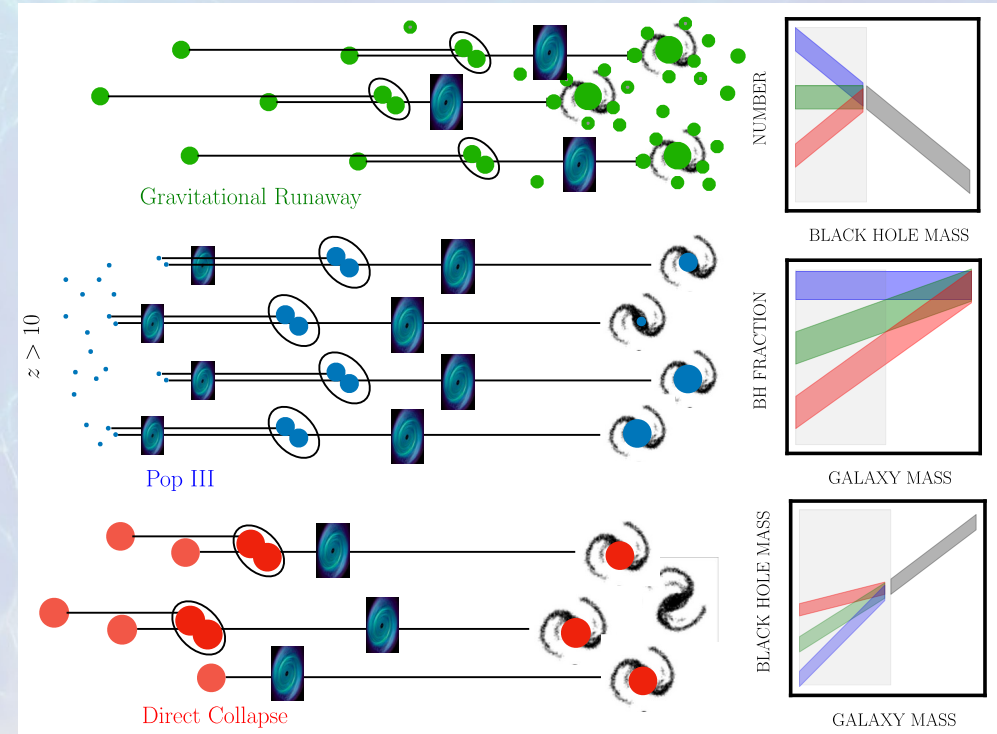 NUMBER
Gravitational Runaway
BLACK HOLE MASS
z > 10
BH FRACTION
Pop III
GALAXY MASS
BLACK HOLE MASS
Direct Collapse
GALAXY MASS